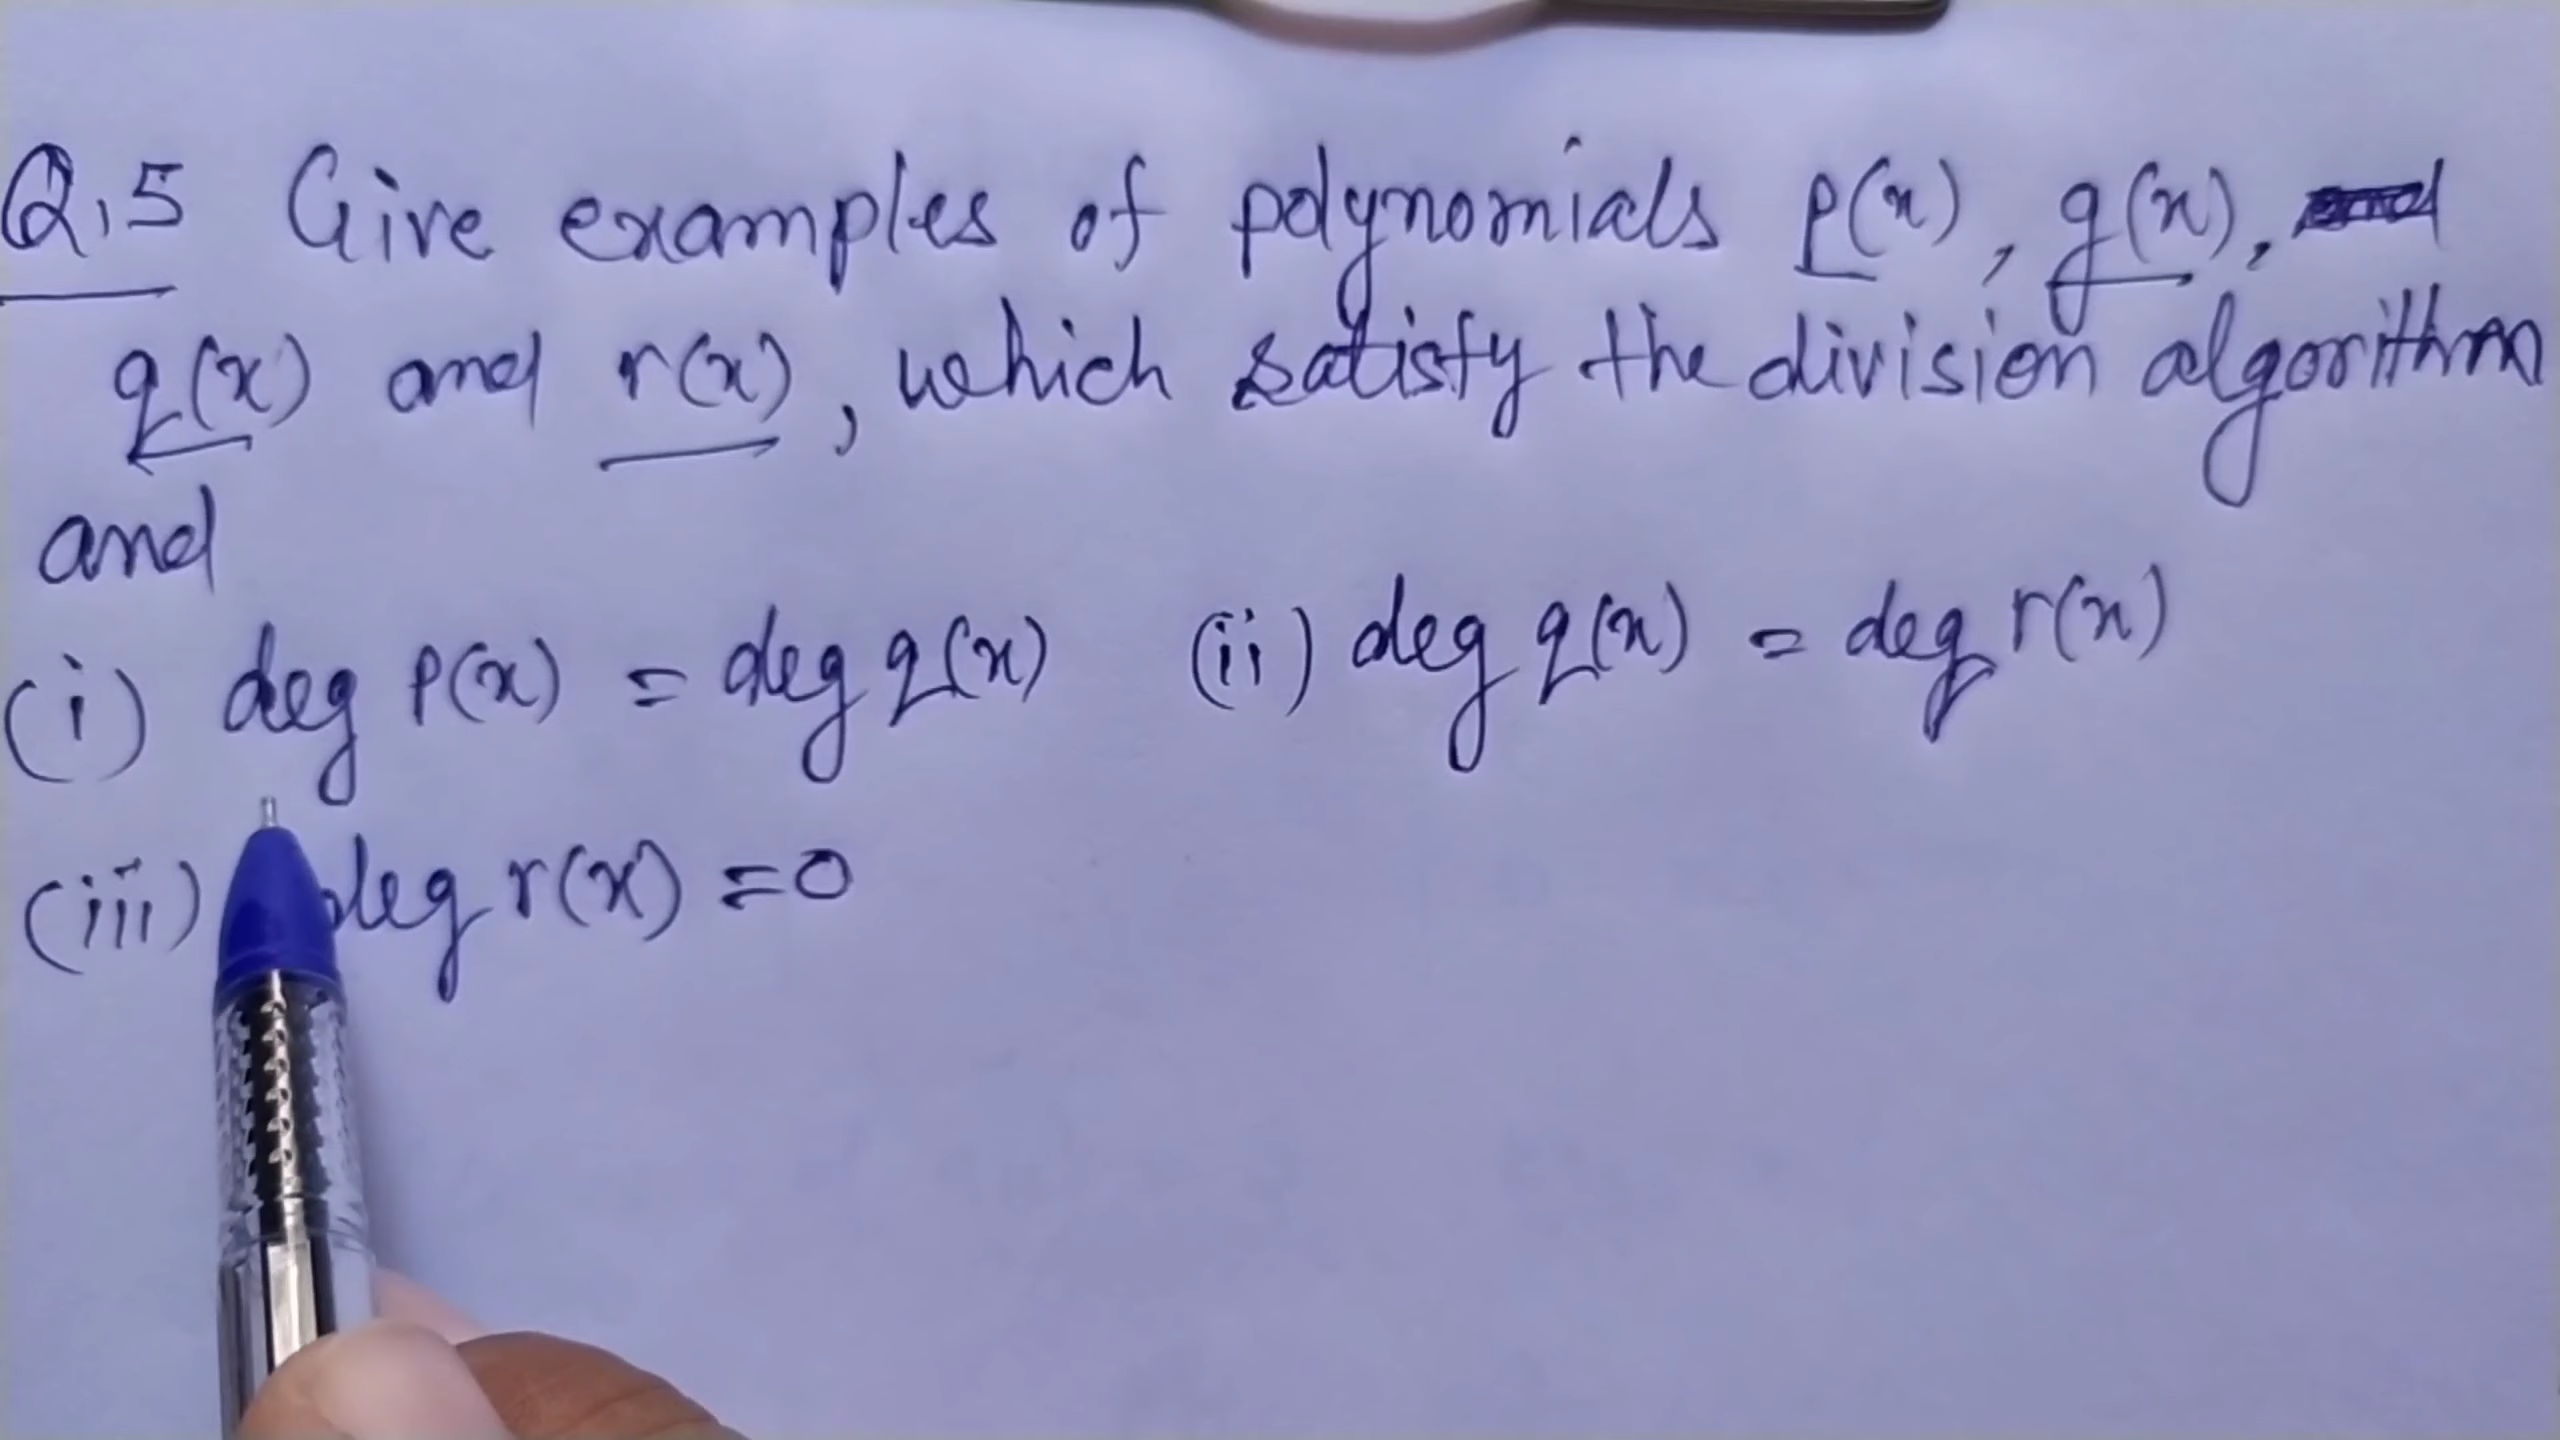 Q.5 Give examples of polynomials p(x), g(x),
q(x) and r(x), which satisfy the division algorithm
and
(i) deg p(x) = deg q(x) (ii) deg q(x) = deg r(x)
(iii) deg r(x) = 0